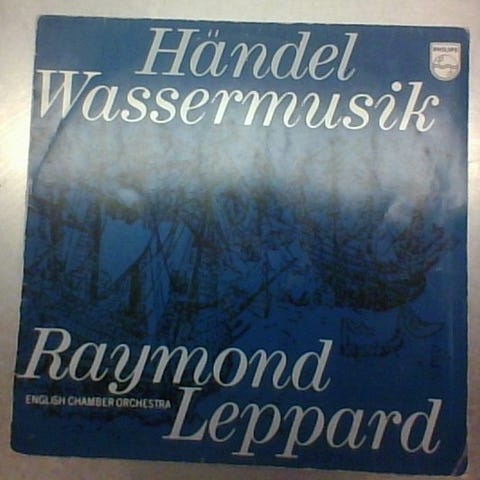 Händel
PHILIPS
Wassermusik
Raymond
ENGLISH CHAMBER ORCHESTRA
Leppard